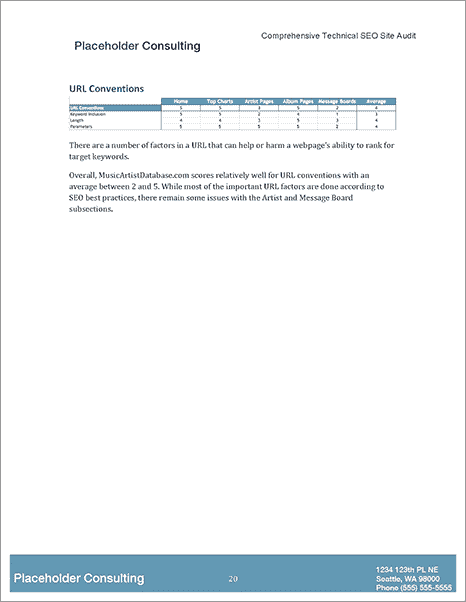 Comprehensive Technical SEO Site Audit
Placeholder Consulting
URL Conventions
Home Top Charts Artist Pages Album Pages Message Boards Average
URL Conventions 5 5 3 5 2 4
Keyword Inclusion 5 5 2 4 1 3
Length 4 4 3 5 3 4
Parameters 5 5 5 5 2 4
There are a number of factors in a URL that can help or harm a webpage's ability to rank for
target keywords.
Overall, MusicArtistDatabase.com scores relatively well for URL conventions with an
average between 2 and 5. While most of the important URL factors are done according to
SEO best practices, there remain some issues with the Artist and Message Board
subsections.
Placeholder Consulting
20
1234 123th PL NE
Seattle, WA 98000
Phone (555) 555-5555